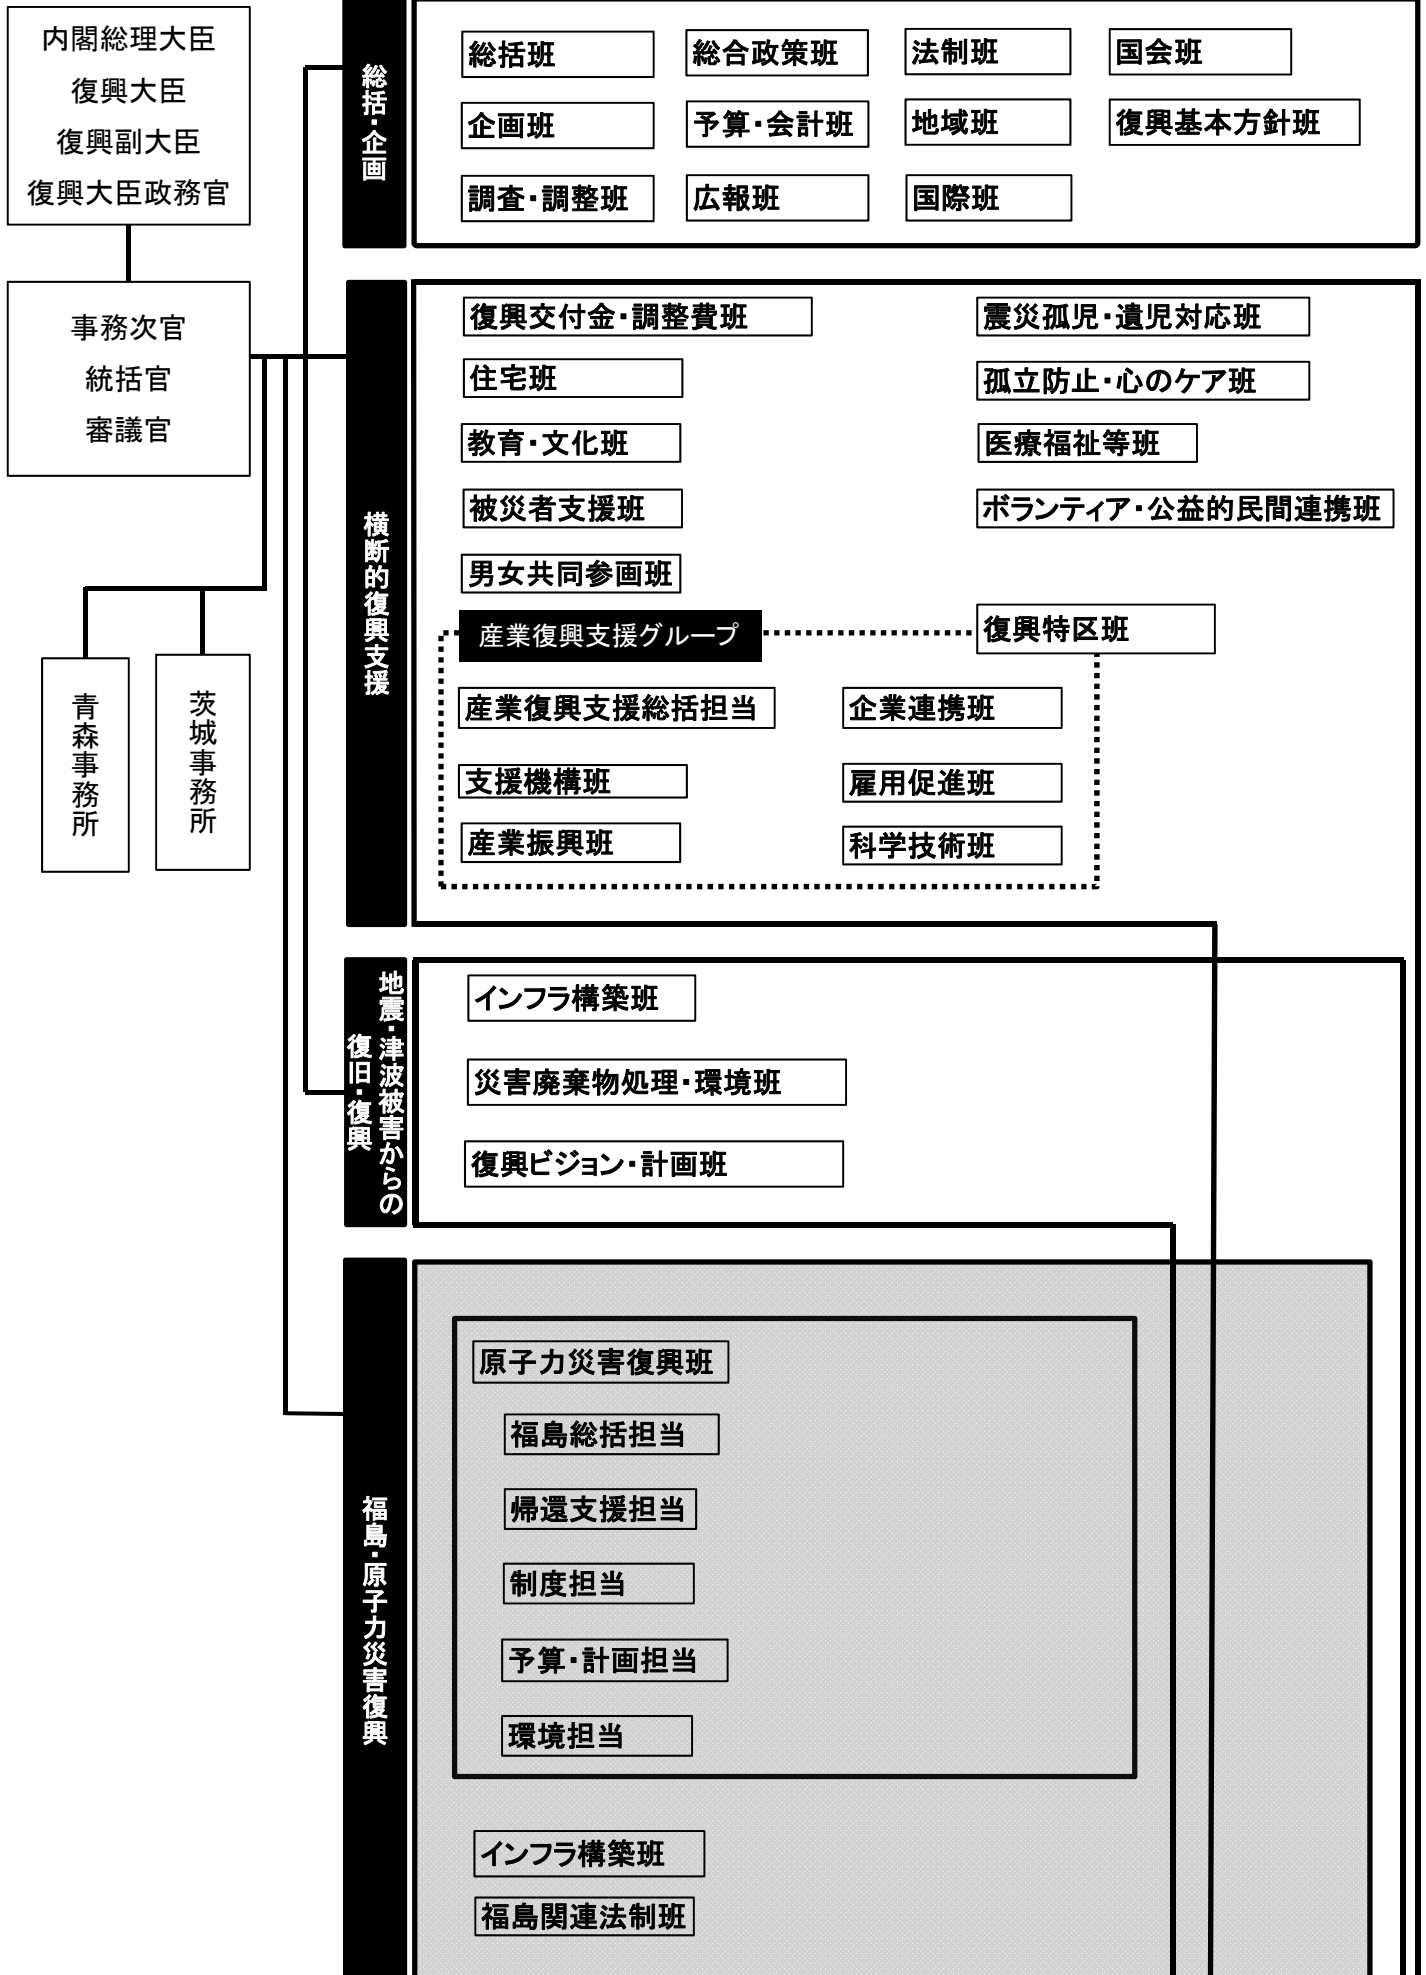 内閣総理大臣
復興大臣
復興副大臣
復興大臣政務官
事務次官
統括官
審議官
青森事務所
茨城事務所
総括・企画
総括班
総合政策班
法制班
国会班
企画班
予算・会計班
地域班
復興基本方針班
調査・調整班
広報班
国際班
横断的復興支援
復興交付金・調整費班
震災孤児・遺児対応班
住宅班
孤立防止・心のケア班
教育・文化班
医療福祉等班
被災者支援班
ボランティア・公益的民間連携班
男女共同参画班
産業復興支援グループ
復興特区班
産業復興支援総括担当
企業連携班
支援機構班
雇用促進班
産業振興班
科学技術班
地震・津波被害からの
復旧・復興
インフラ構築班
災害廃棄物処理・環境班
復興ビジョン・計画班
福島・原子力災害復興
原子力災害復興班
福島総括担当
帰還支援担当
制度担当
予算・計画担当
環境担当
インフラ構築班
福島関連法制班